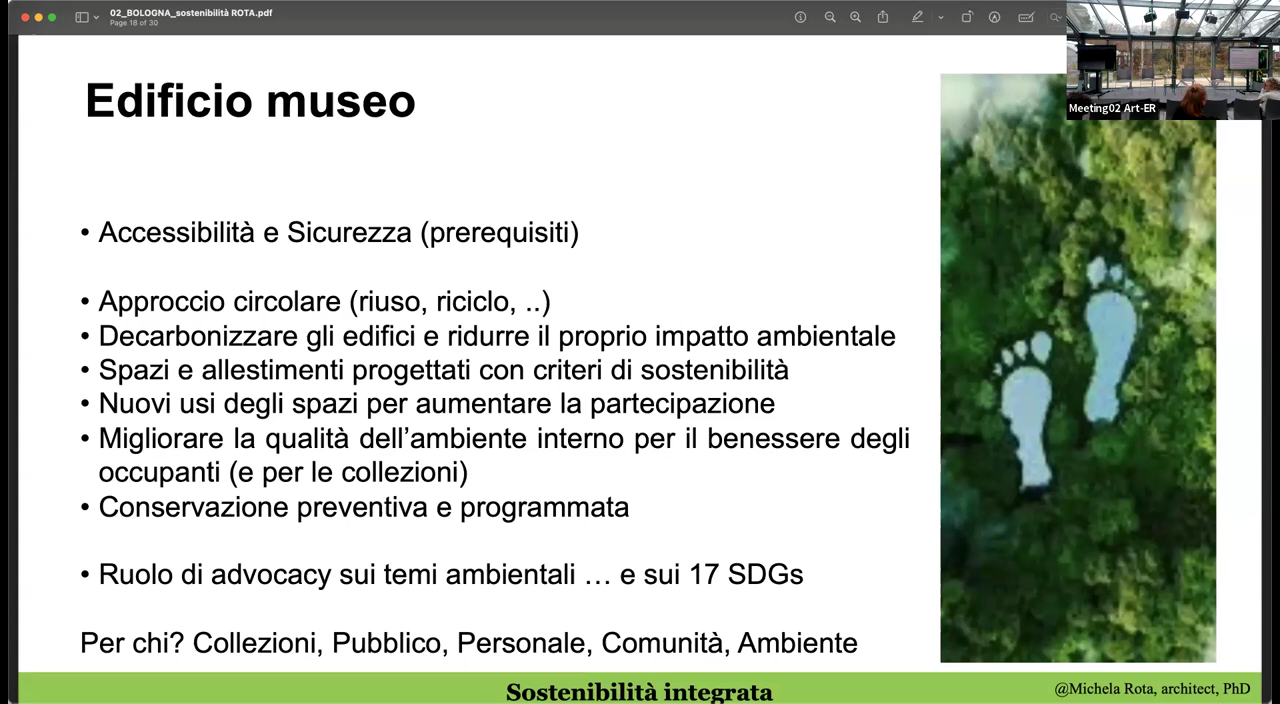 02_BOLOGNA_sostenibilità ROTA.pdf
Page 18 of 30
Meeting02 Art-ER
Edificio museo
• Accessibilità e Sicurezza (prerequisiti)
• Approccio circolare (riuso, riciclo, ..)
• Decarbonizzare gli edifici e ridurre il proprio impatto ambientale
• Spazi e allestimenti progettati con criteri di sostenibilità
• Nuovi usi degli spazi per aumentare la partecipazione
• Migliorare la qualità dell’ambiente interno per il benessere degli
occupanti (e per le collezioni)
• Conservazione preventiva e programmata
• Ruolo di advocacy sui temi ambientali … e sui 17 SDGs
Per chi? Collezioni, Pubblico, Personale, Comunità, Ambiente
Sostenibilità integrata
@Michela Rota, architect, PhD